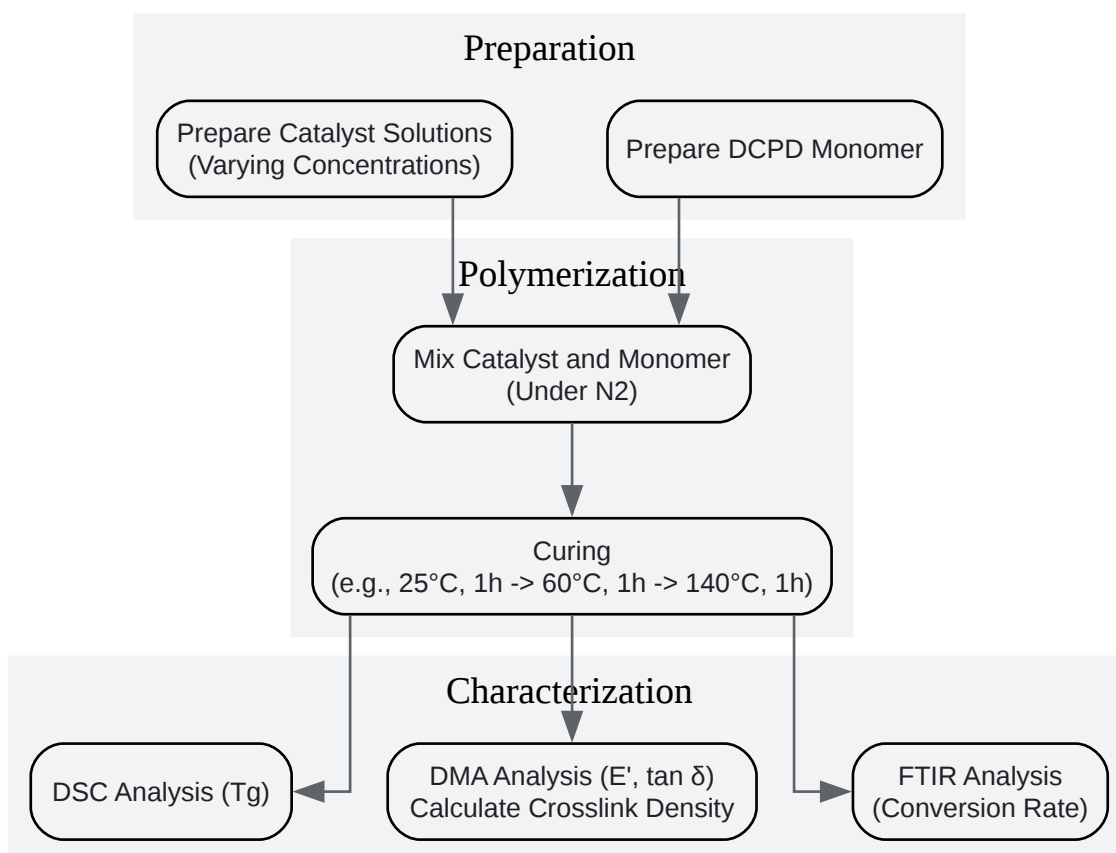 Preparation
Prepare Catalyst Solutions
(Varying Concentrations)
Prepare DCPD Monomer
Polymerization
Mix Catalyst and Monomer
(Under N2)
Curing
(e.g., 25°C, 1h -> 60°C, 1h -> 140°C, 1h)
Characterization
DSC Analysis (Tg)
DMA Analysis (E', tan δ)
Calculate Crosslink Density
FTIR Analysis
(Conversion Rate)